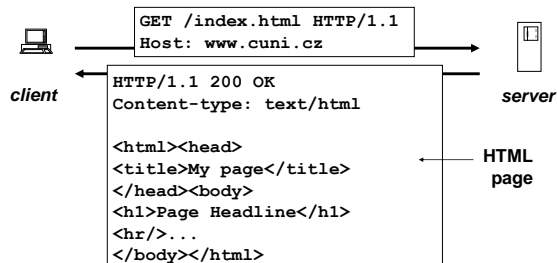 GET /index.html HTTP/1.1
Host: www.cuni.cz
client
server
HTTP/1.1 200 OK
Content-type: text/html
<html><head>
<title>My page</title>
</head><body>
<h1>Page Headline</h1>
<hr/>...
</body></html>
HTML
page